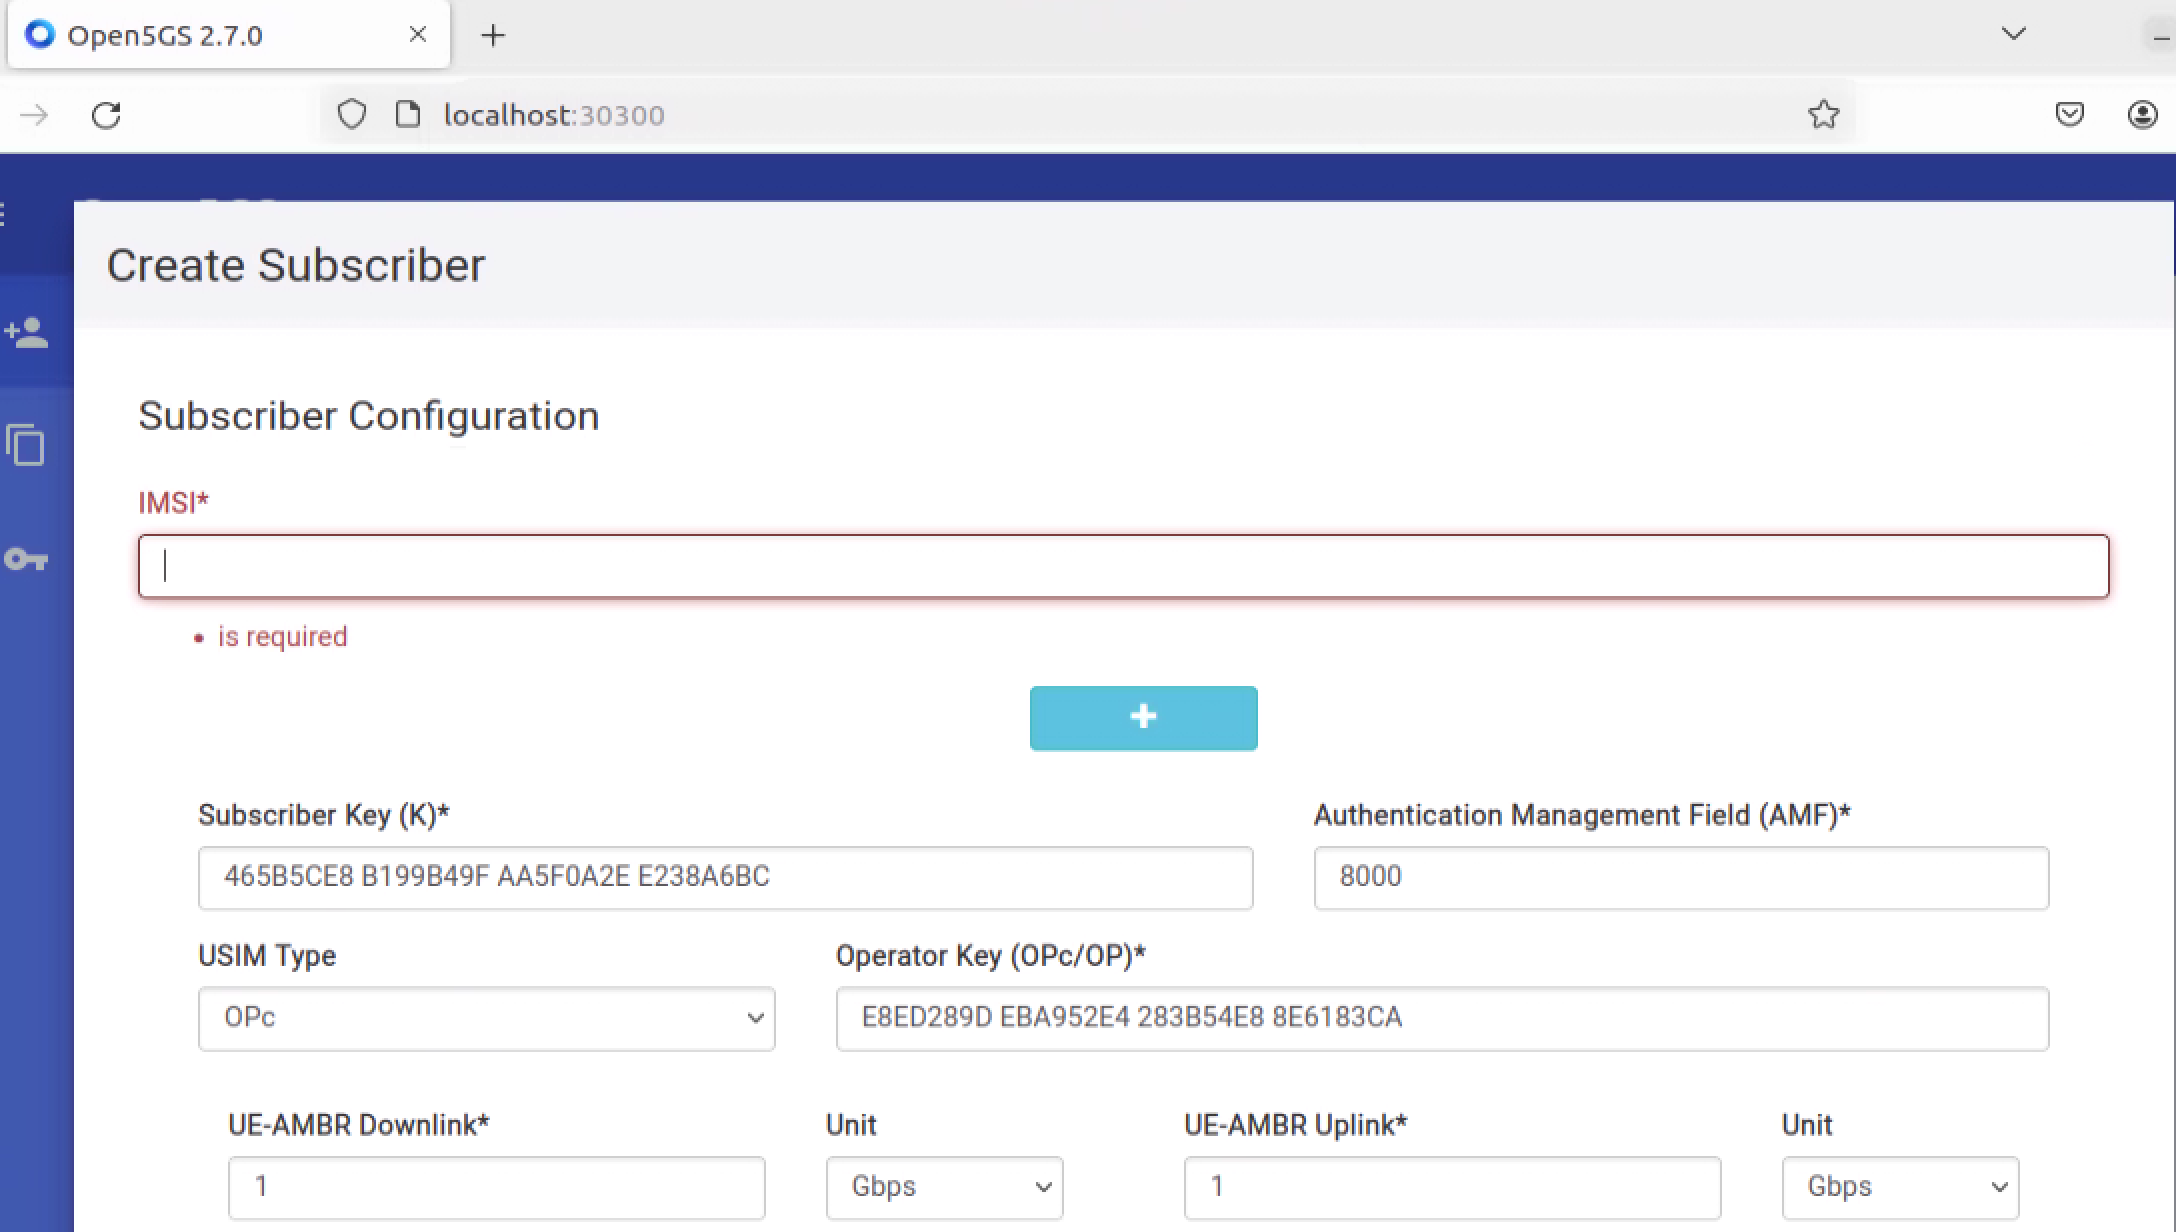 Open5GS 2.7.0
localhost:30300
Create Subscriber
Subscriber Configuration
IMSI*
is required
Subscriber Key (K)*
Authentication Management Field (AMF)*
465B5CE8 B199B49F AA5F0A2E E238A6BC
8000
USIM Type
Operator Key (OPc/OP)*
OPc
E8ED289D EBA952E4 283B54E8 8E6183CA
UE-AMBR Downlink*
Unit
UE-AMBR Uplink*
Unit
1
Gbps
1
Gbps